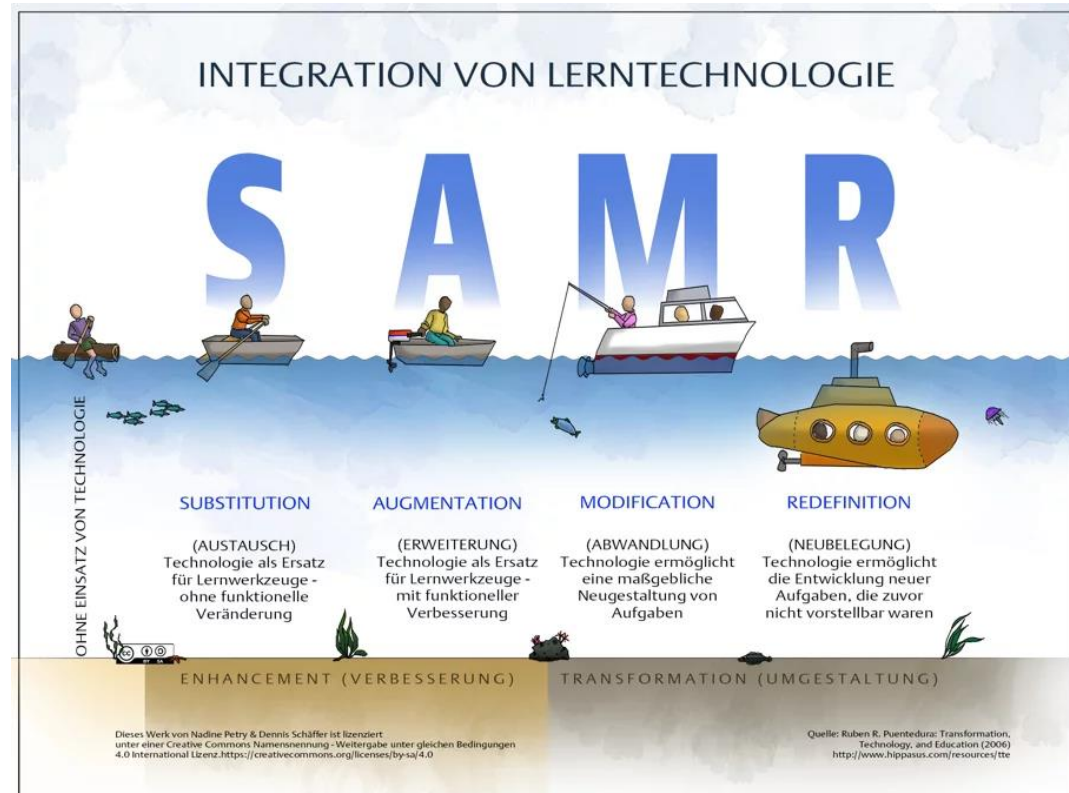 INTEGRATION VON LERNTECHNOLOGIE
S A M R
OHNE EINSATZ VON TECHNOLOGIE
SUBSTITUTION
(AUSTAUSCH)
Technologie als Ersatz
für Lernwerkzeuge -
ohne funktionelle
Veränderung
AUGMENTATION
(ERWEITERUNG)
Technologie als Ersatz
für Lernwerkzeuge -
mit funktioneller
Verbesserung
MODIFICATION
(ABWANDLUNG)
Technologie ermöglicht
eine maßgebliche
Neugestaltung von
Aufgaben
REDEFINITION
(NEUBELEGUNG)
Technologie ermöglicht
die Entwicklung neuer
Aufgaben, die zuvor
nicht vorstellbar waren
cc
BY SA
ENHANCEMENT (VERBESSERUNG)
TRANSFORMATION (UMGESTALTUNG)
Dieses Werk von Nadine Petry & Dennis Schäffer ist lizenziert
unter einer Creative Commons Namensnennung - Weitergabe unter gleichen Bedingungen
4.0 International Lizenz.https://creativecommons.org/licenses/by-sa/4.0
Quelle: Ruben R. Puentedura: Transformation,
Technology, and Education (2006)
http://www.hippasus.com/resources/tte